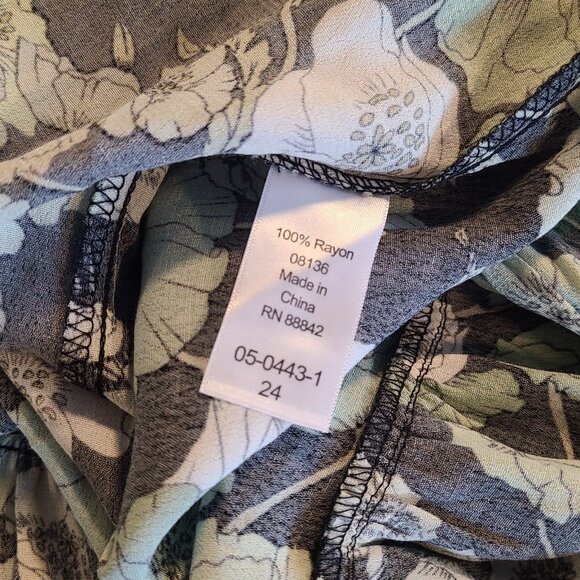 100% Rayon
08136
Made in
China
RN 88842
05-0443-1
24